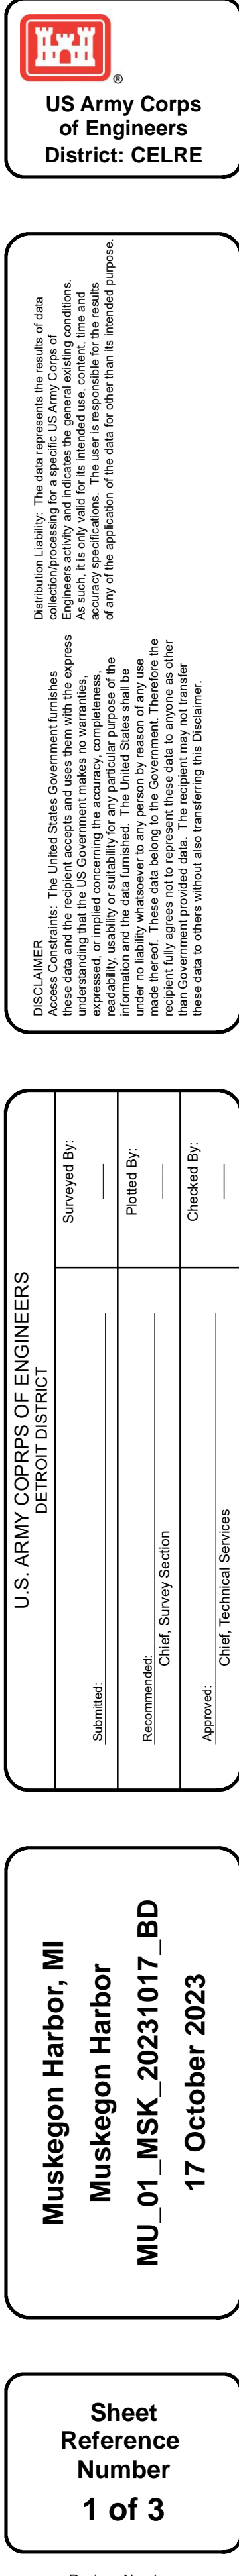 ®
US Army Corps
of Engineers
District: CELRE
DISCLAIMER
Access Constraints: The United States Government furnishes
these data and the recipient accepts and uses them with the express
understanding that the US Government makes no warranties,
expressed, or implied concerning the accuracy, completeness,
readability, usability or suitability for any particular purpose of the
information and the data furnished. The United States shall be
under no liability whatsoever to any person by reason of any use
made thereof. These data belong to the Government. Therefore the
recipient fully agrees not to represent these data to anyone as other
than Government provided data. The recipient may not transfer
these data to others without also transferring this Disclaimer.
Distribution Liability: The data represents the results of data
collection/processing for a specific US Army Corps of
Engineers activity and indicates the general existing conditions.
As such, it is only valid for its intended use, content, time and
accuracy specifications. The user is responsible for the results
of any of the application of the data for other than its intended purpose.
U.S. ARMY COPRPS OF ENGINEERS
DETROIT DISTRICT
Submitted:
Surveyed By:
Recommended:
Chief, Survey Section
Plotted By:
Approved:
Chief, Technical Services
Checked By:
Muskegon Harbor, MI
Muskegon Harbor
MU_01_MSK_20231017_BD
17 October 2023
Sheet
Reference
Number
1 of 3